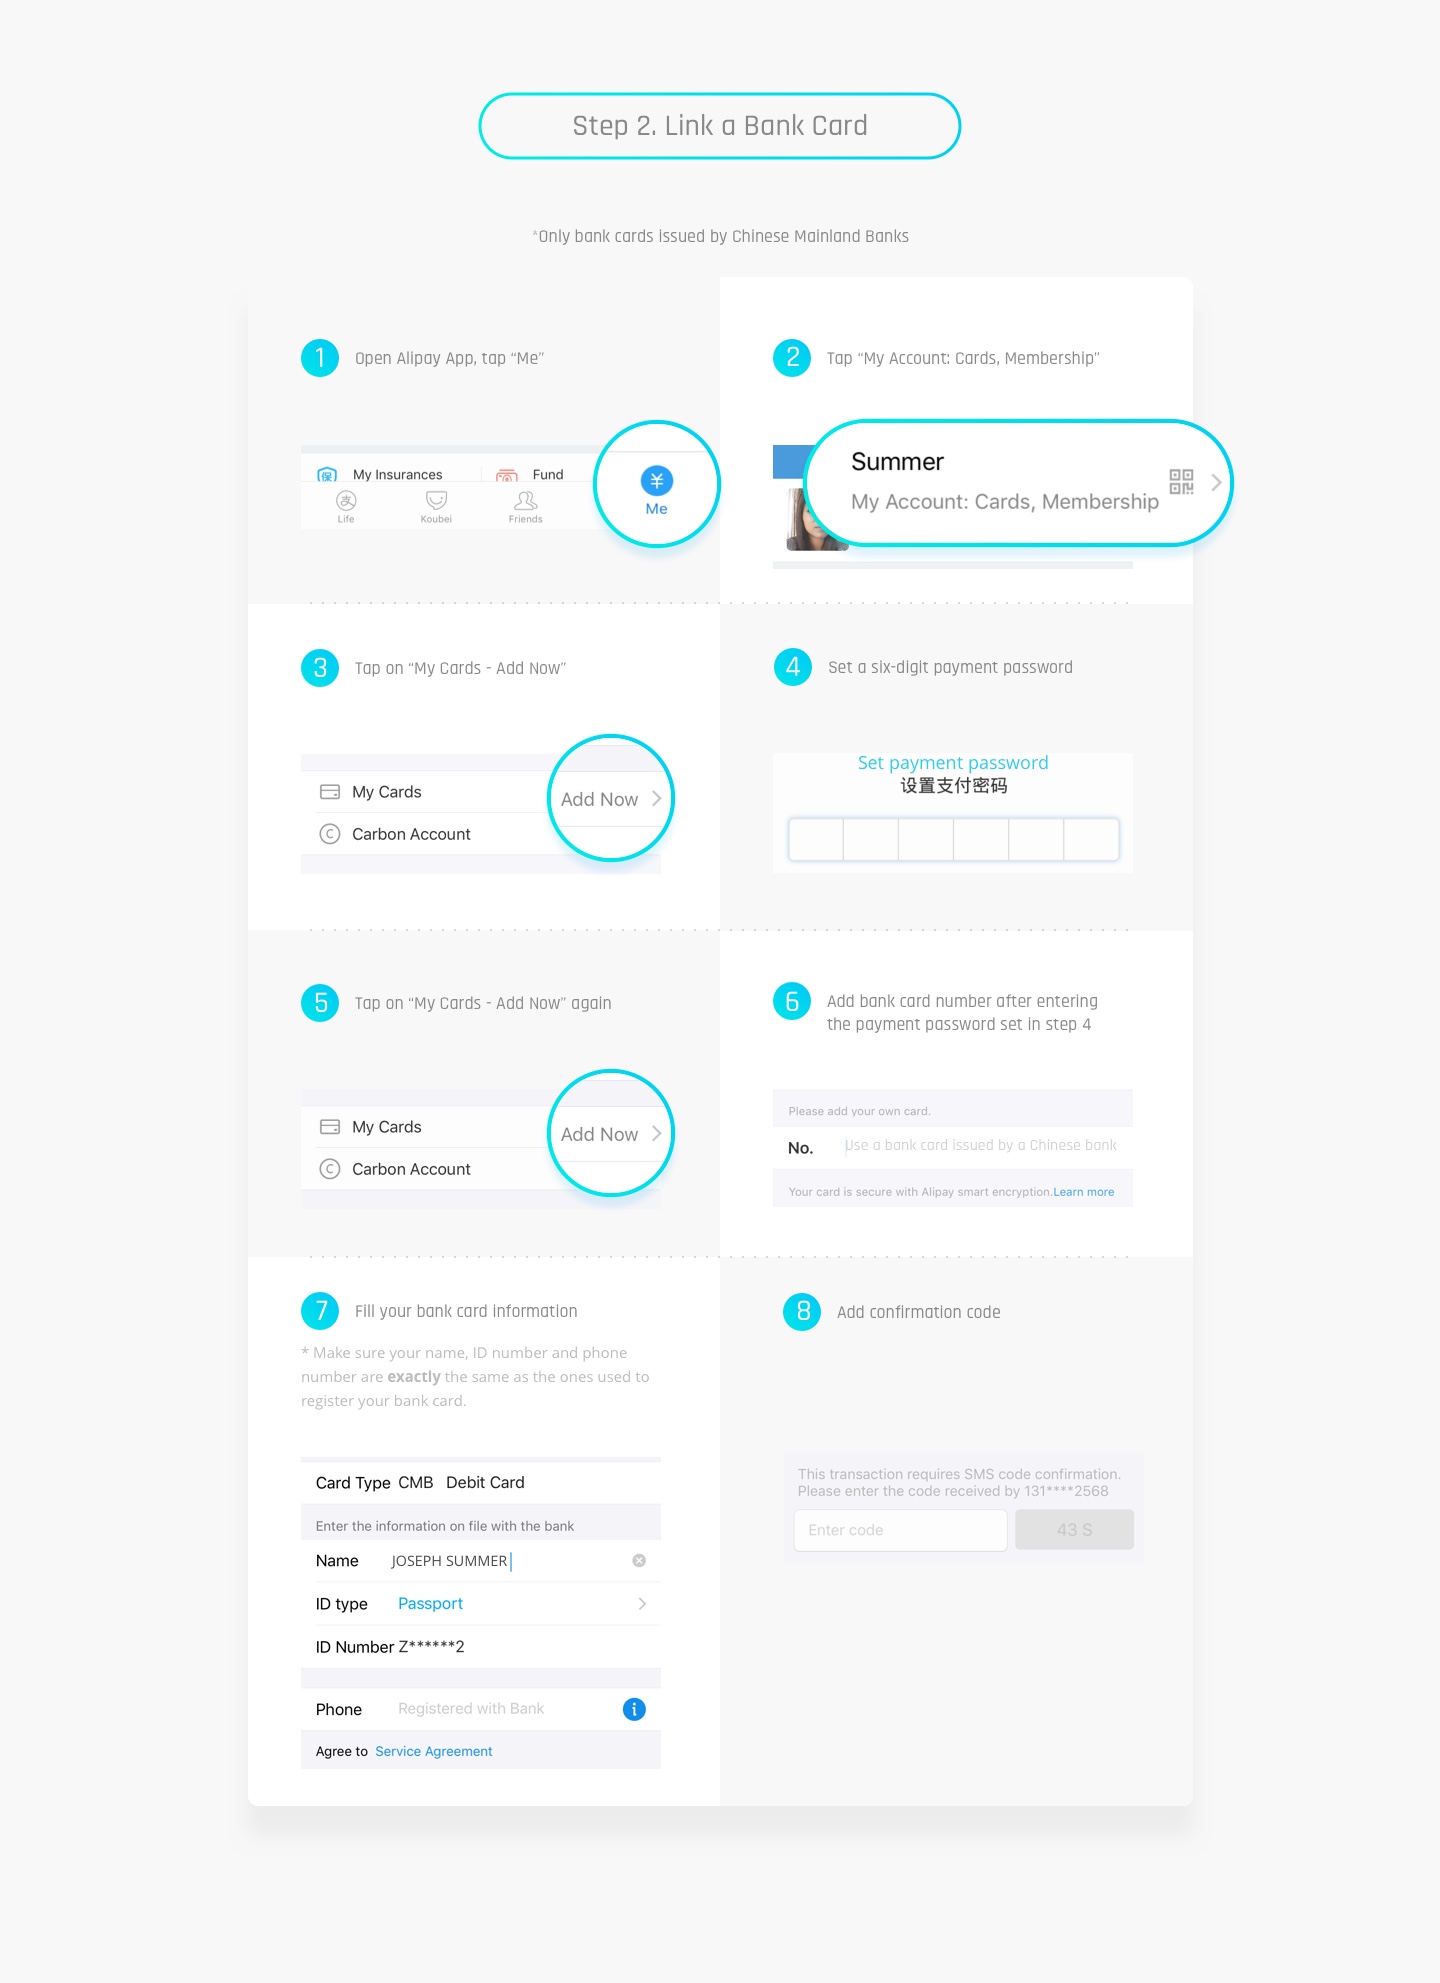 Step 2. Link a Bank Card
*Only bank cards issued by Chinese Mainland Banks
1 Open Alipay App, tap “Me”
保 My Insurances Fund
支
Life Koubei Friends
¥
Me
2 Tap “My Account: Cards, Membership”
Summer
My Account: Cards, Membership
3 Tap on “My Cards - Add Now”
My Cards
Add Now
C Carbon Account
4 Set a six-digit payment password
Set payment password
设置支付密码
5 Tap on “My Cards - Add Now” again
My Cards
Add Now
C Carbon Account
6 Add bank card number after entering
the payment password set in step 4
Please add your own card.
No. Use a bank card issued by a Chinese bank
Your card is secure with Alipay smart encryption.Learn more
7 Fill your bank card information
* Make sure your name, ID number and phone
number are exactly the same as the ones used to
register your bank card.
Card Type CMB Debit Card
Enter the information on file with the bank
Name JOSEPH SUMMER
ID type Passport
ID Number Z******2
Phone Registered with Bank i
Agree to Service Agreement
8 Add confirmation code
This transaction requires SMS code confirmation.
Please enter the code received by 131****2568
Enter code 43 S